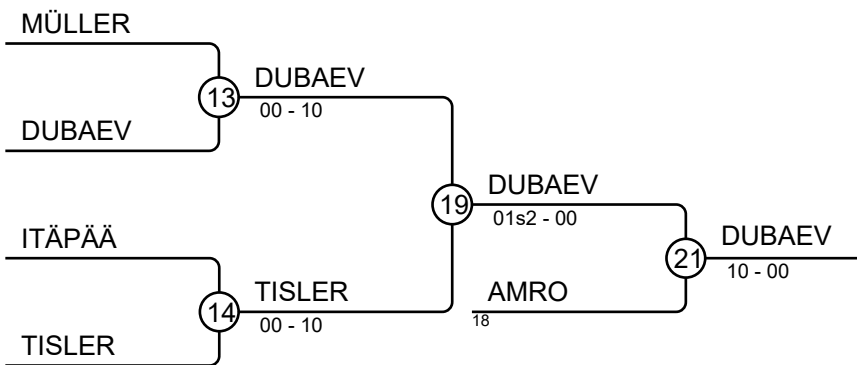 MÜLLER
13
DUBAEV
00 - 10
DUBAEV
19
DUBAEV
01s2 - 00
ITÄPÄÄ
21
DUBAEV
10 - 00
14
TISLER
00 - 10
AMRO
18
TISLER